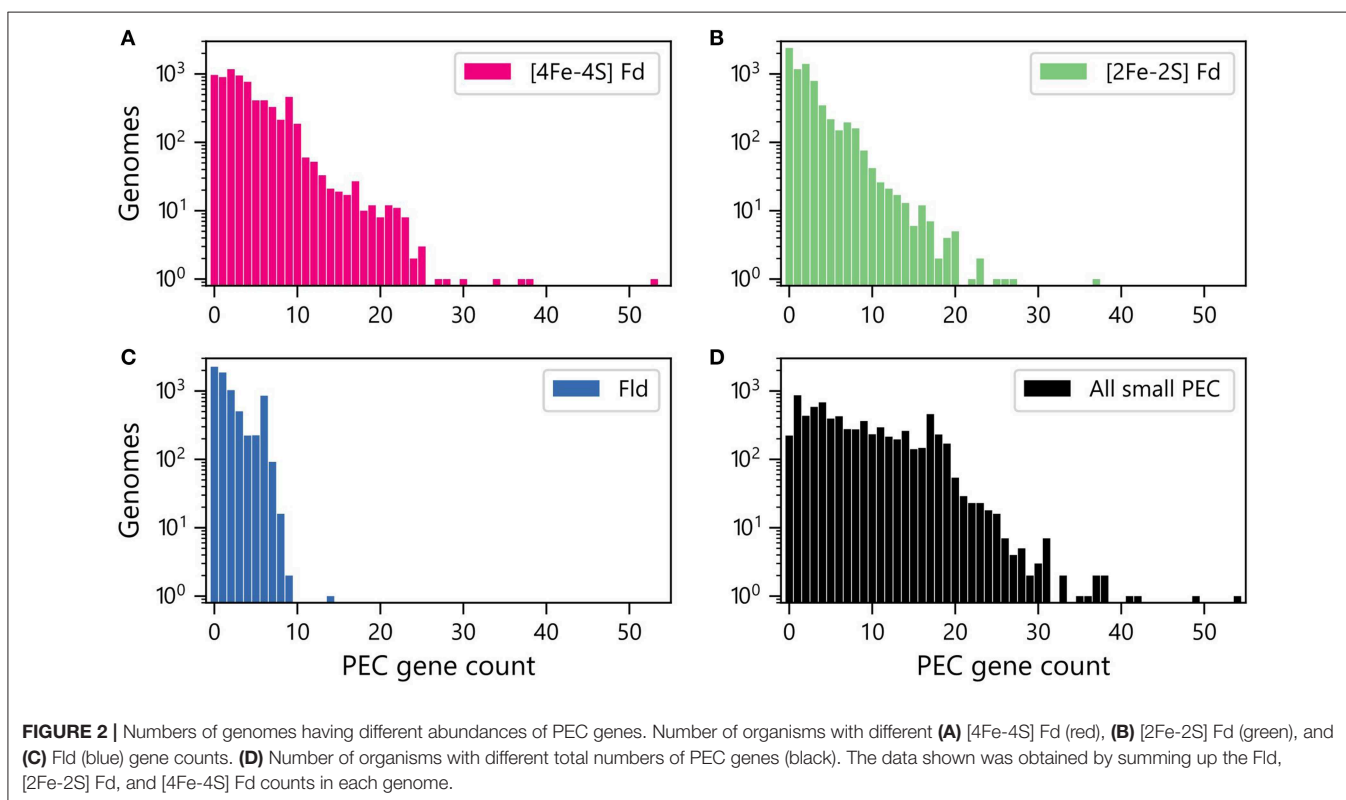 A
[4Fe-4S] Fd
Genomes
10³
10²
10¹
10⁰
0 10 20 30 40 50
B
[2Fe-2S] Fd
10³
10²
10¹
10⁰
0 10 20 30 40 50
C
Fld
Genomes
10³
10²
10¹
10⁰
0 10 20 30 40 50
PEC gene count
D
All small PEC
10³
10²
10¹
10⁰
0 10 20 30 40 50
PEC gene count
FIGURE 2 | Numbers of genomes having different abundances of PEC genes. Number of organisms with different (A) [4Fe-4S] Fd (red), (B) [2Fe-2S] Fd (green), and
(C) Fld (blue) gene counts. (D) Number of organisms with different total numbers of PEC genes (black). The data shown was obtained by summing up the Fld,
[2Fe-2S] Fd, and [4Fe-4S] Fd counts in each genome.